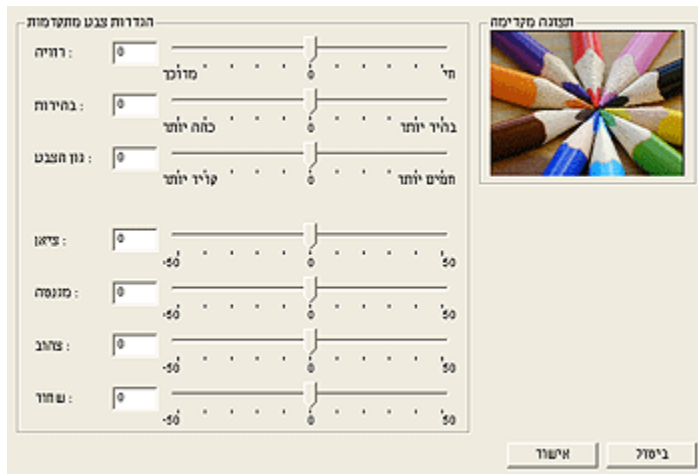 הגדרות צבע מתקדמות
רוויה : 0
מרוכך 0 חי
בהירות : 0
כהה יותר 0 בהיר יותר
גון הצבע : 0
קריר יותר 0 חמים יותר
ציאן : 0
-50 0 50
מגנטה : 0
-50 0 50
צהוב : 0
-50 0 50
שחור : 0
-50 0 50
תצוגה מקדימה
אישור
ביטול